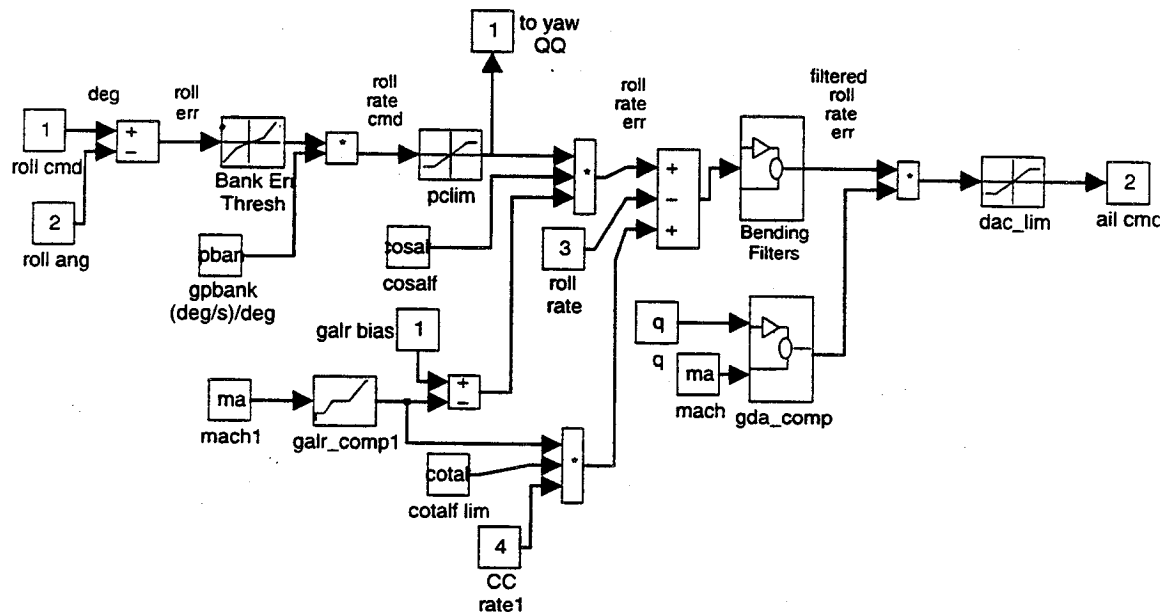 1
to yaw
QQ
deg
roll
err
roll
rate
cmd
roll
rate
err
filtered
roll
rate
err
1
+
−
roll cmd
Bank Err
Thresh
*
pclim
2
roll ang
pban
gpbank
(deg/s)/deg
*
cosal
cosalf
+
−
+
3
roll
rate
Bending
Filters
*
dac_lim
2
ail cmd
galr bias
1
+
−
ma
mach1
galr_comp1
q
q
ma
mach
gda_comp
cotal
cotalf lim
*
4
CC
rate1